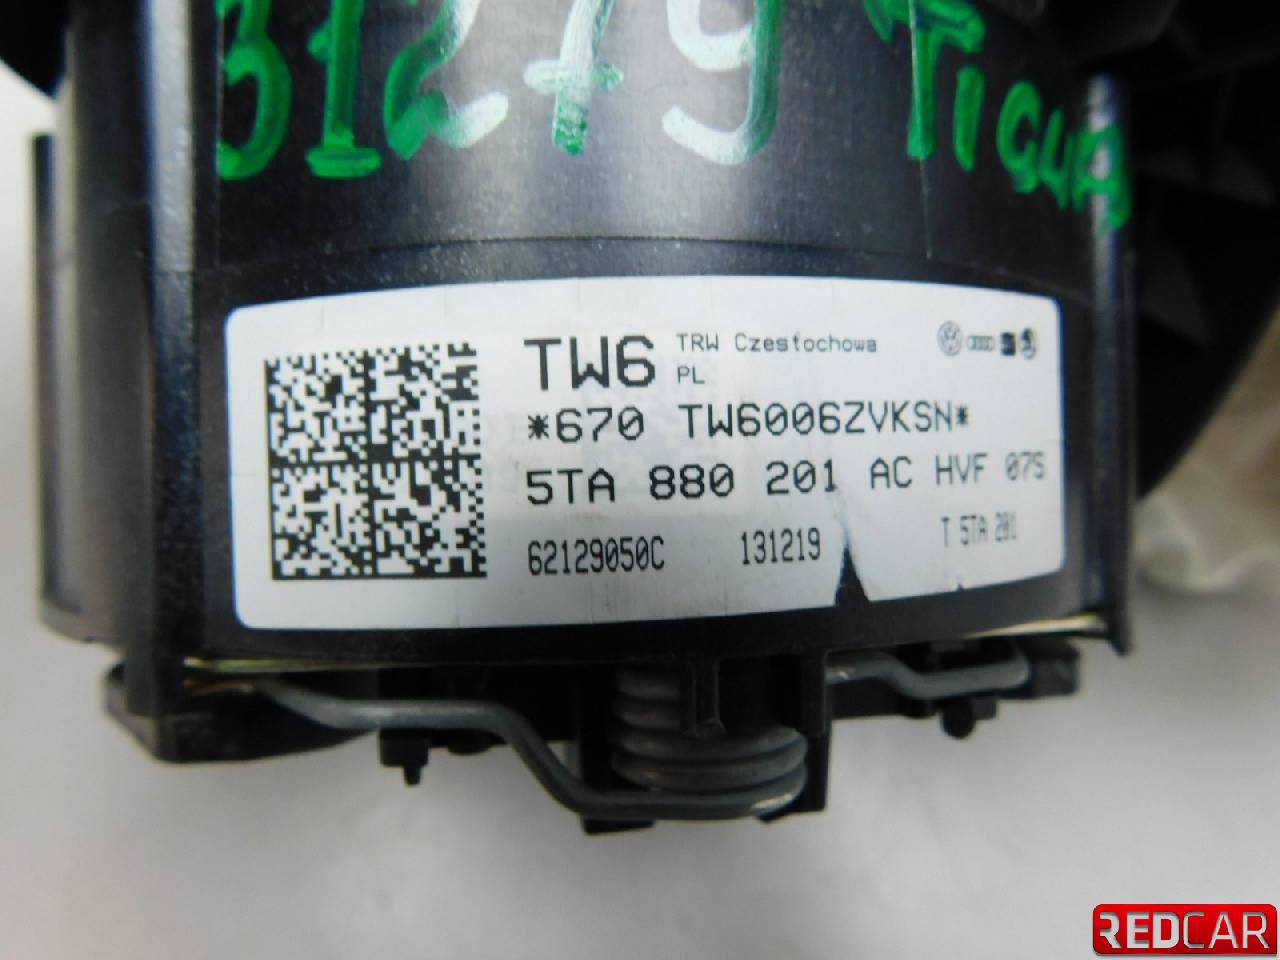 31279 TIGUA
TW6 TRW Czestochowa
PL
*670 TW6006ZVKSN*
5TA 880 201 AC HVF 07S
62129050C 131219 T 5TA 201
REDCAR